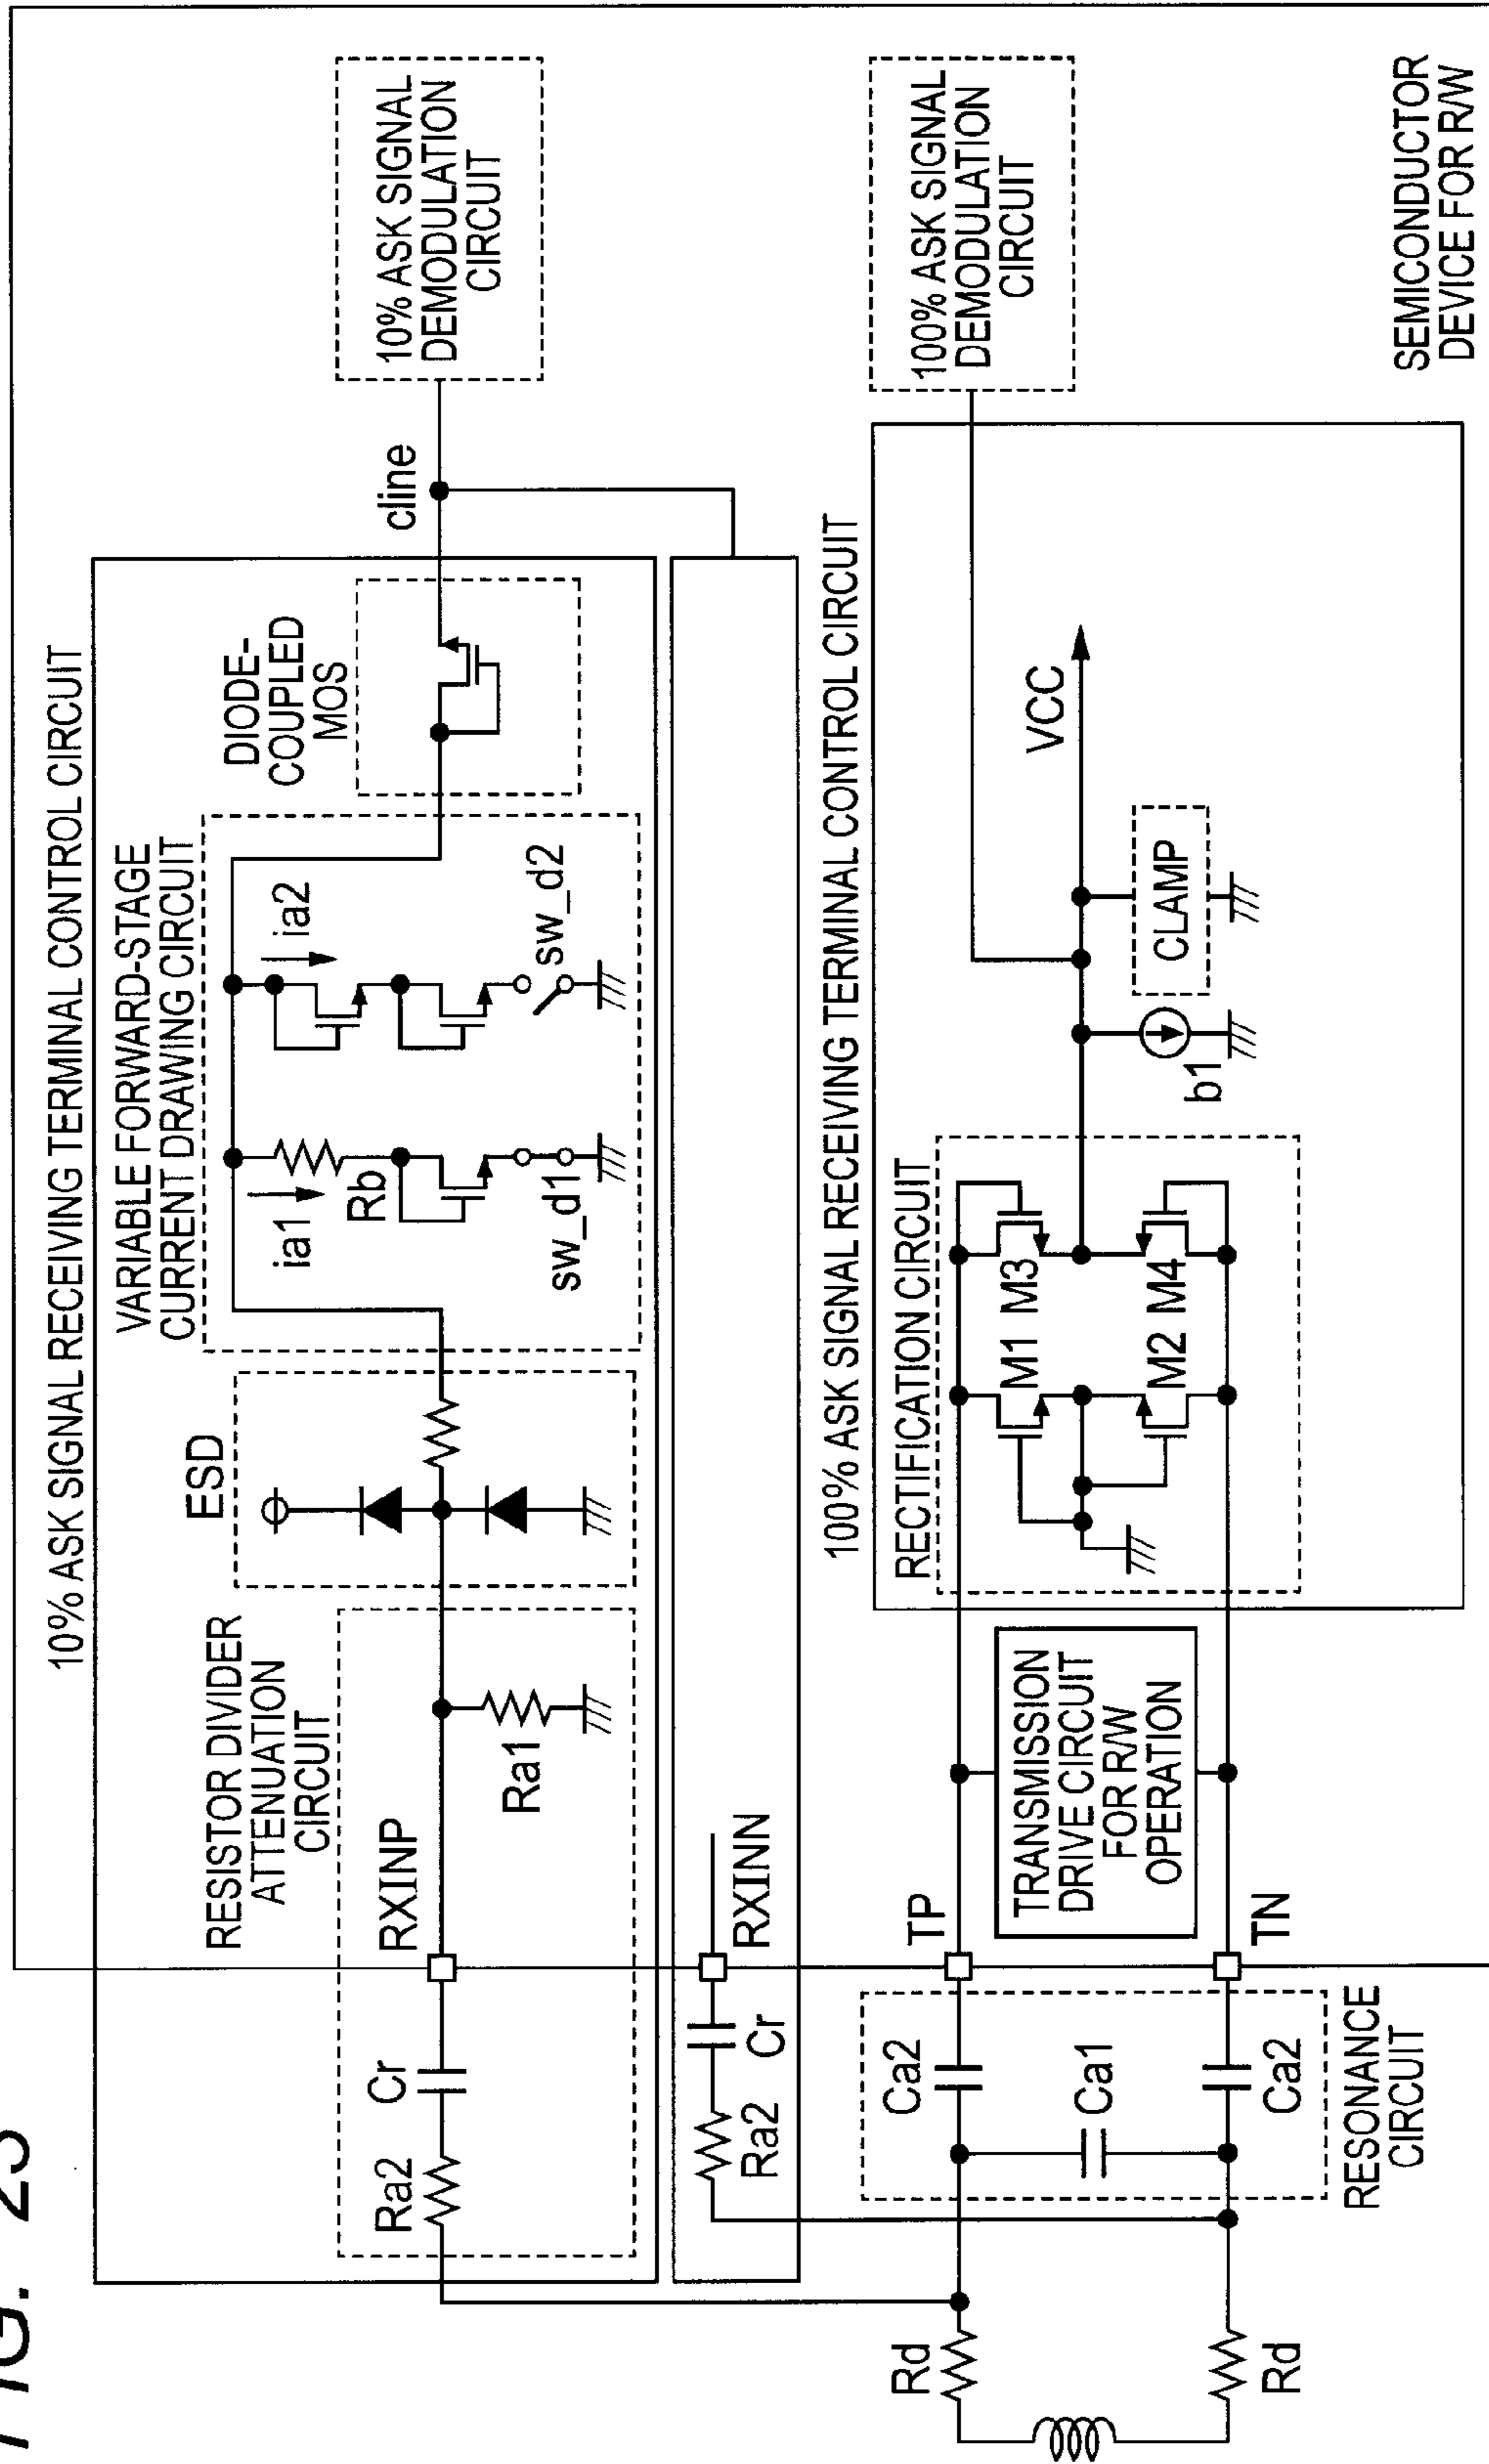 FIG. 23
10% ASK SIGNAL RECEIVING TERMINAL CONTROL CIRCUIT
RESISTOR DIVIDER
ATTENUATION
CIRCUIT
Ra2
Cr
RXINP
Ra1
ESD
VARIABLE FORWARD-STAGE
CURRENT DRAWING CIRCUIT
ia1
Rb
sw_d1
ia2
sw_d2
DIODE-
COUPLED
MOS
cline
10% ASK SIGNAL
DEMODULATION
CIRCUIT
Ra2
Cr
RXINN
100% ASK SIGNAL RECEIVING TERMINAL CONTROL CIRCUIT
Rd
Rd
Ca2
Ca1
Ca2
RESONANCE
CIRCUIT
TP
TN
TRANSMISSION
DRIVE CIRCUIT
FOR R/W
OPERATION
RECTIFICATION CIRCUIT
M1 M3
M2 M4
b1
CLAMP
VCC
100% ASK SIGNAL
DEMODULATION
CIRCUIT
SEMICONDUCTOR
DEVICE FOR R/W